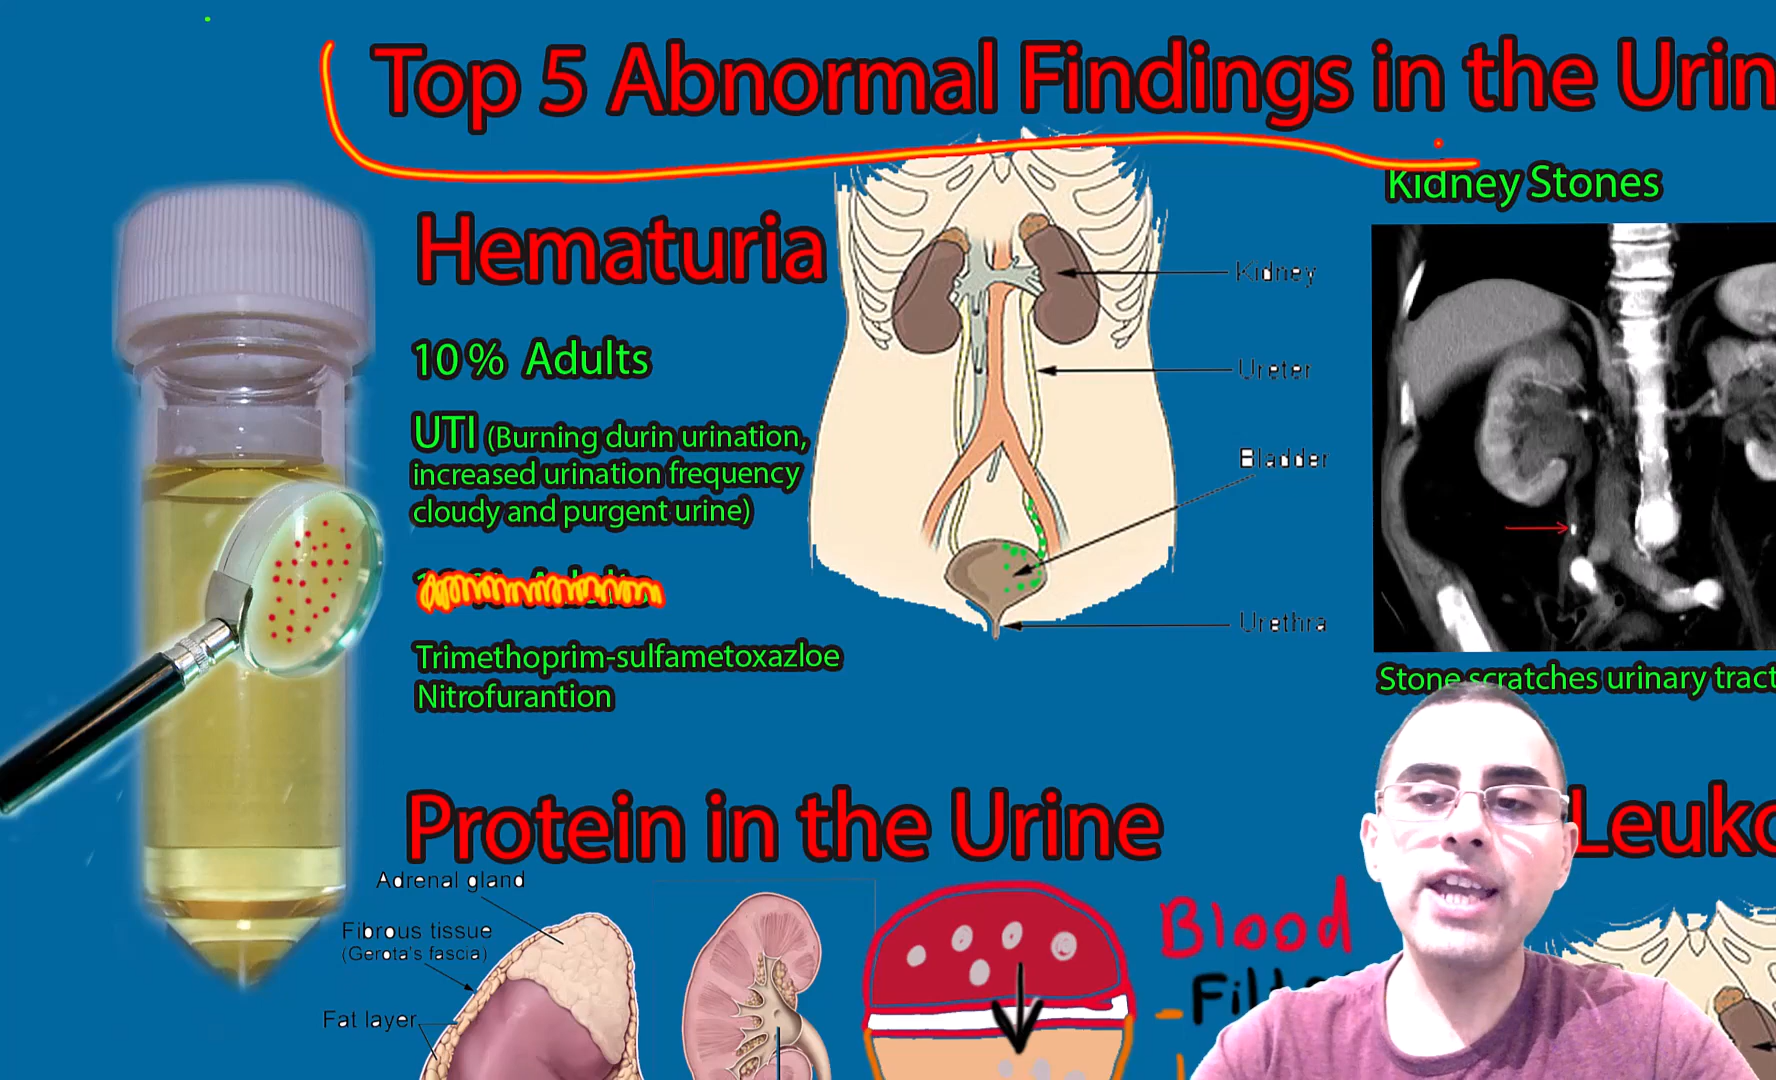 Top 5 Abnormal Findings in the Urin
Kidney Stones
Hematuria
Kidney
10 % Adults
Ureter
UTI (Burning durin urination,
increased urination frequency
cloudy and purgent urine)
Bladder
Urethra
Trimethoprim-sulfametoxazloe
Nitrofurantion
Stone scratches urinary tract
Protein in the Urine
Leuko
Adrenal gland
Fibrous tissue
(Gerota's fascia)
Fat layer
Blood